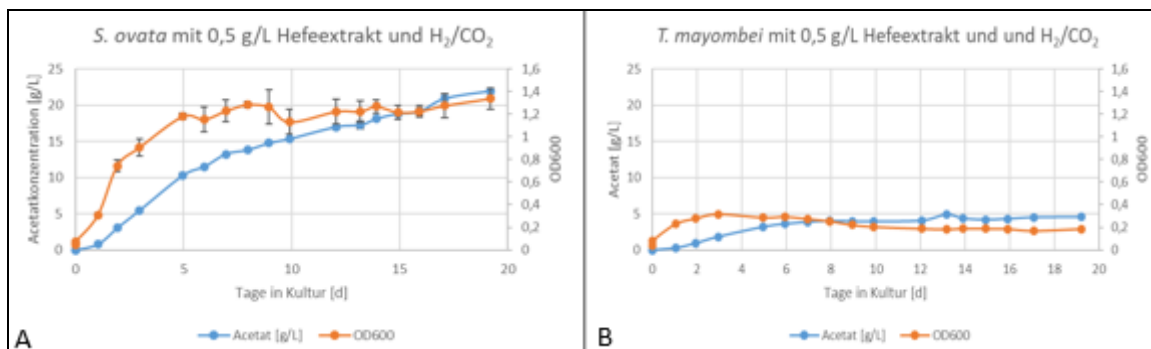 S. ovata mit 0,5 g/L Hefeextrakt und H₂/CO₂
Acetatkonzentration [g/L]
25
20
15
10
5
0
1,6
1,4
1,2
1
0,8
0,6
0,4
0,2
0
OD600
0 5 10 15 20
Tage in Kultur [d]
Acetat [g/L] OD600
A
T. mayombei mit 0,5 g/L Hefeextrakt und und H₂/CO₂
Acetat [g/L]
25
20
15
10
5
0
1,6
1,4
1,2
1
0,8
0,6
0,4
0,2
0
OD600
0 2 4 6 8 10 12 14 16 18 20
Tage in Kultur [d]
Acetat [g/L] OD600
B